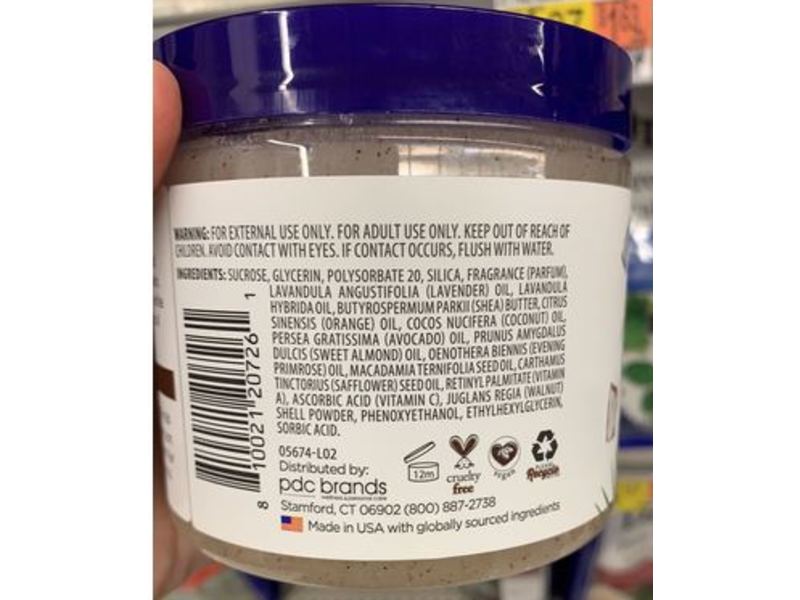 WARNING: FOR EXTERNAL USE ONLY. FOR ADULT USE ONLY. KEEP OUT OF REACH OF
CHILDREN. AVOID CONTACT WITH EYES. IF CONTACT OCCURS, FLUSH WITH WATER.
INGREDIENTS: SUCROSE, GLYCERIN, POLYSORBATE 20, SILICA, FRAGRANCE (PARFUM),
LAVANDULA ANGUSTIFOLIA (LAVENDER) OIL, LAVANDULA
HYBRIDA OIL, BUTYROSPERMUM PARKII (SHEA) BUTTER, CITRUS
SINENSIS (ORANGE) OIL, COCOS NUCIFERA (COCONUT) OIL,
PERSEA GRATISSIMA (AVOCADO) OIL, PRUNUS AMYGDALUS
DULCIS (SWEET ALMOND) OIL, OENOTHERA BIENNIS (EVENING
PRIMROSE) OIL, MACADAMIA TERNIFOLIA SEED OIL, CARTHAMUS
TINCTORIUS (SAFFLOWER) SEED OIL, RETINYL PALMITATE (VITAMIN
A), ASCORBIC ACID (VITAMIN C), JUGLANS REGIA (WALNUT)
SHELL POWDER, PHENOXYETHANOL, ETHYLHEXYLGLYCERIN,
SORBIC ACID.
8 10021 20726 1
05674-L02
Distributed by:
pdc brands
Stamford, CT 06902 (800) 887-2738
Made in USA with globally sourced ingredients
12m
cruelty
free
vegan
Recycle